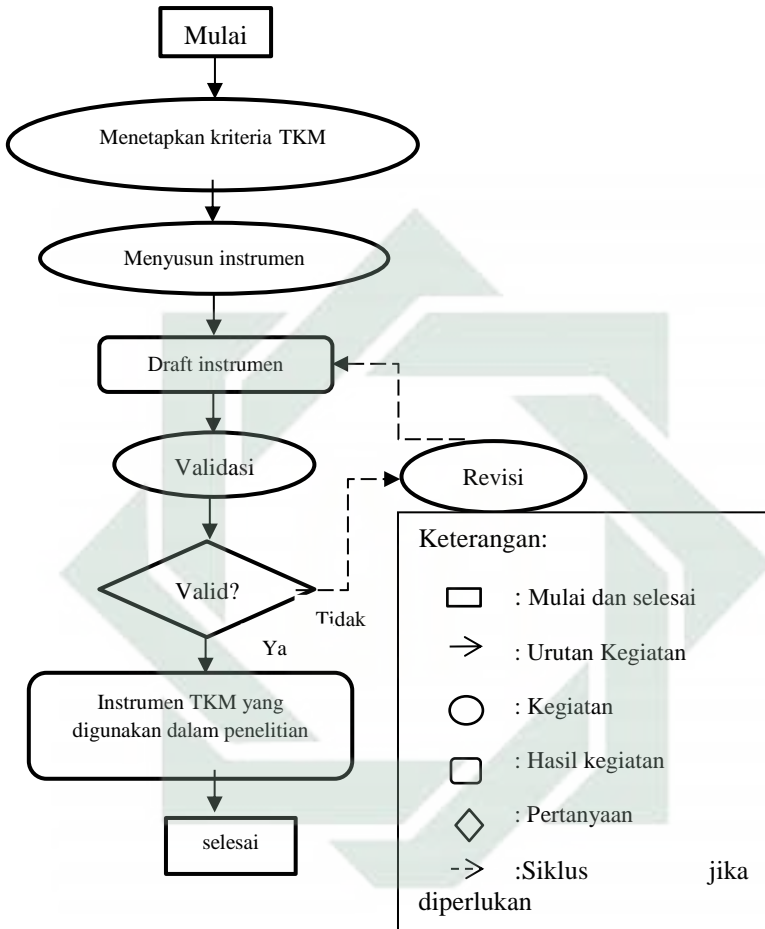 Mulai
Menetapkan kriteria TKM
Menyusun instrumen
Draft instrumen
Validasi
Revisi
Valid?
Tidak
Ya
Instrumen TKM yang
digunakan dalam penelitian
selesai
Keterangan:
: Mulai dan selesai
: Urutan Kegiatan
: Kegiatan
: Hasil kegiatan
: Pertanyaan
:Siklus jika
diperlukan